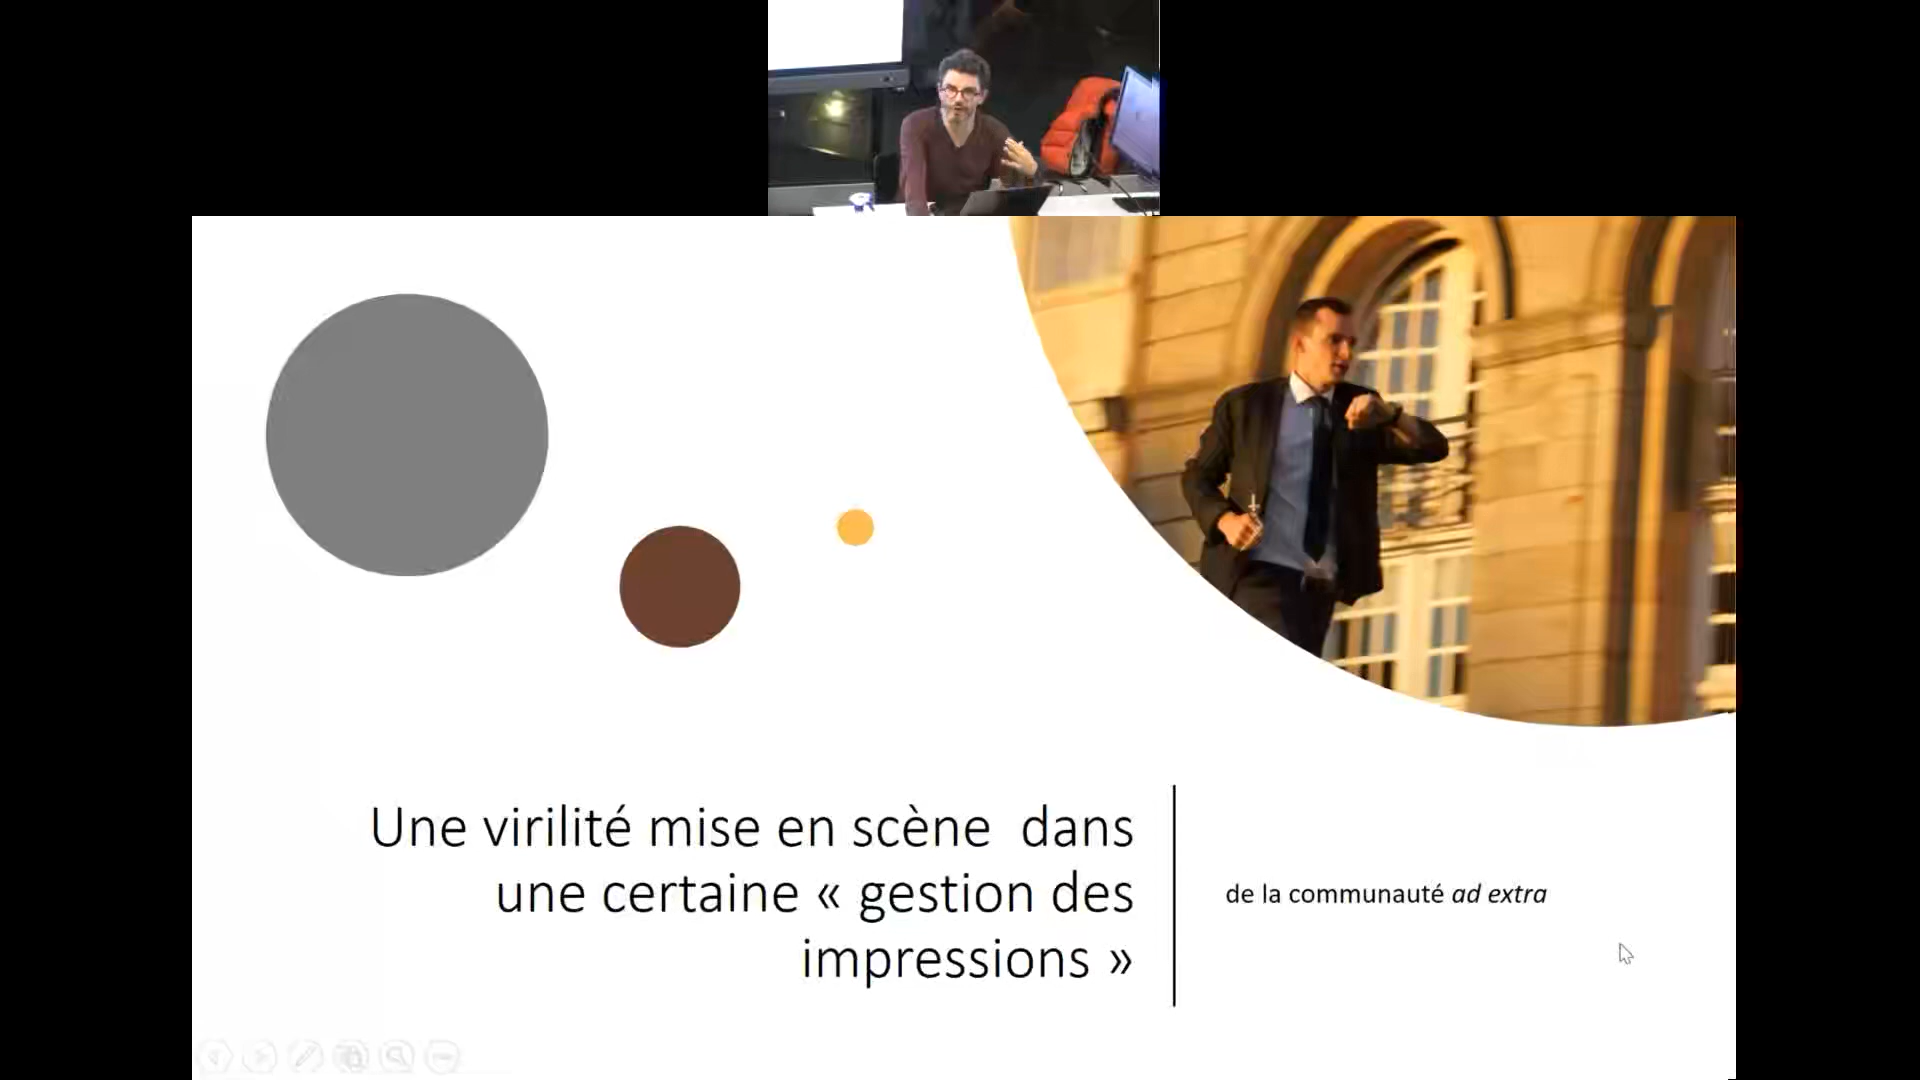 Une virilité mise en scène  dans
une certaine « gestion des
impressions »
de la communauté ad extra